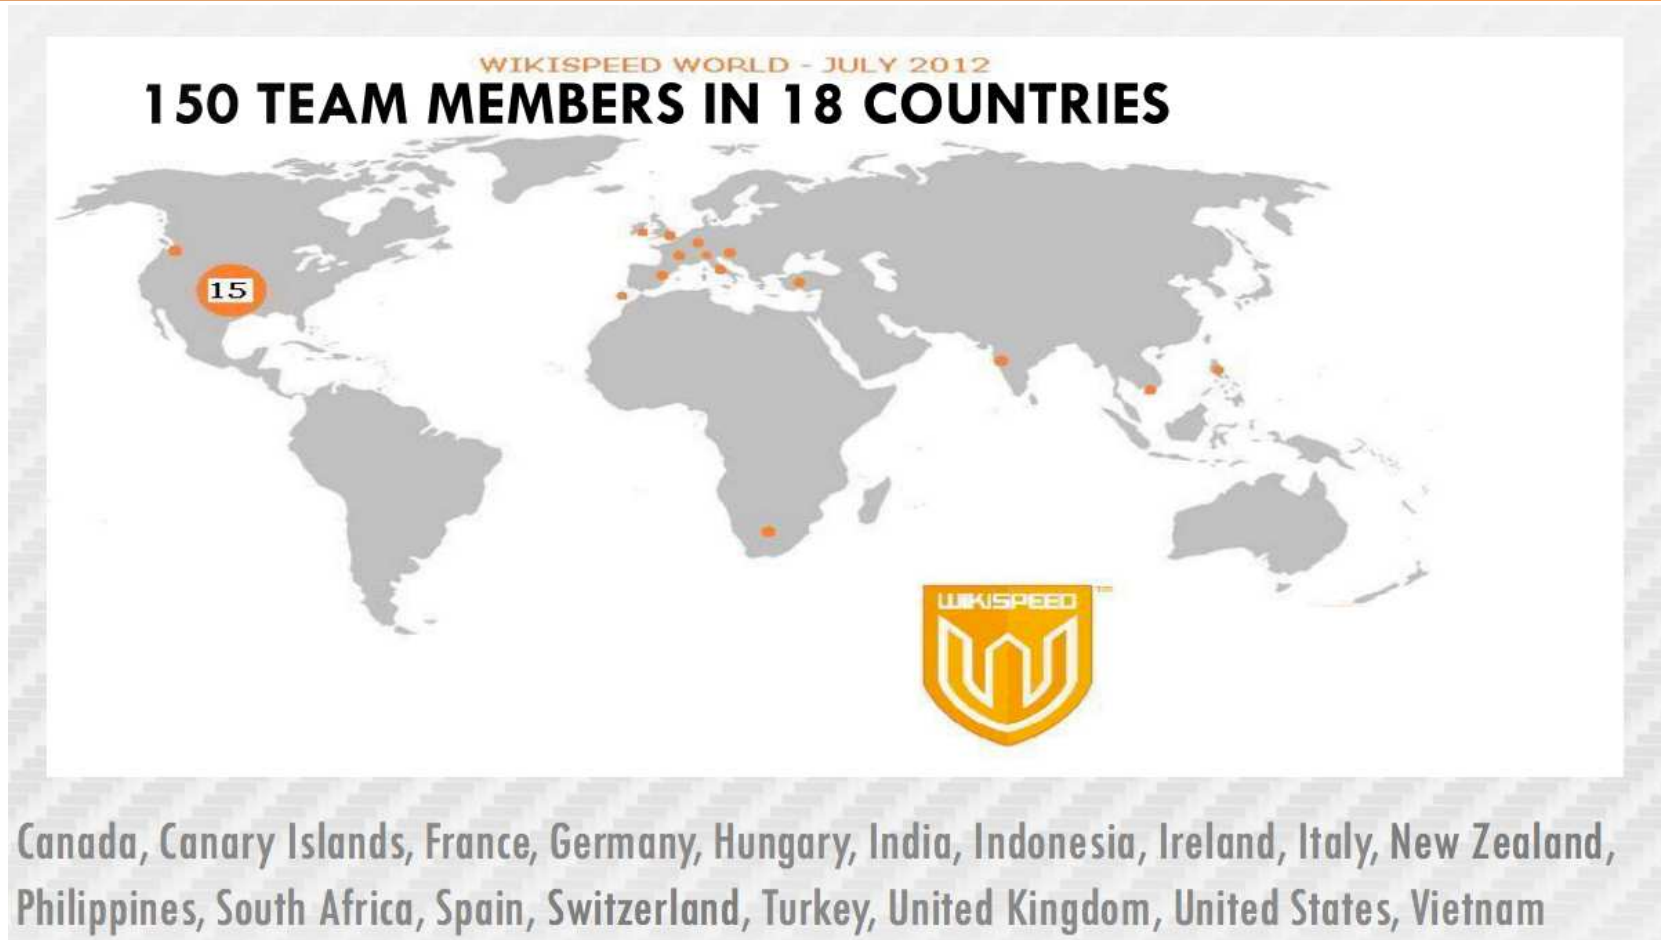 WIKISPEED WORLD - JULY 2012
150 TEAM MEMBERS IN 18 COUNTRIES
15
WIKISPEED
TM
Canada, Canary Islands, France, Germany, Hungary, India, Indonesia, Ireland, Italy, New Zealand,
Philippines, South Africa, Spain, Switzerland, Turkey, United Kingdom, United States, Vietnam